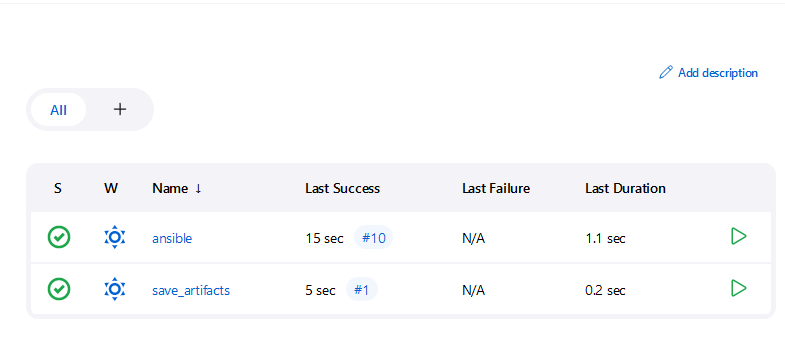 Add description
All +
S W Name ↓ Last Success Last Failure Last Duration
ansible 15 sec #10 N/A 1.1 sec
save_artifacts 5 sec #1 N/A 0.2 sec